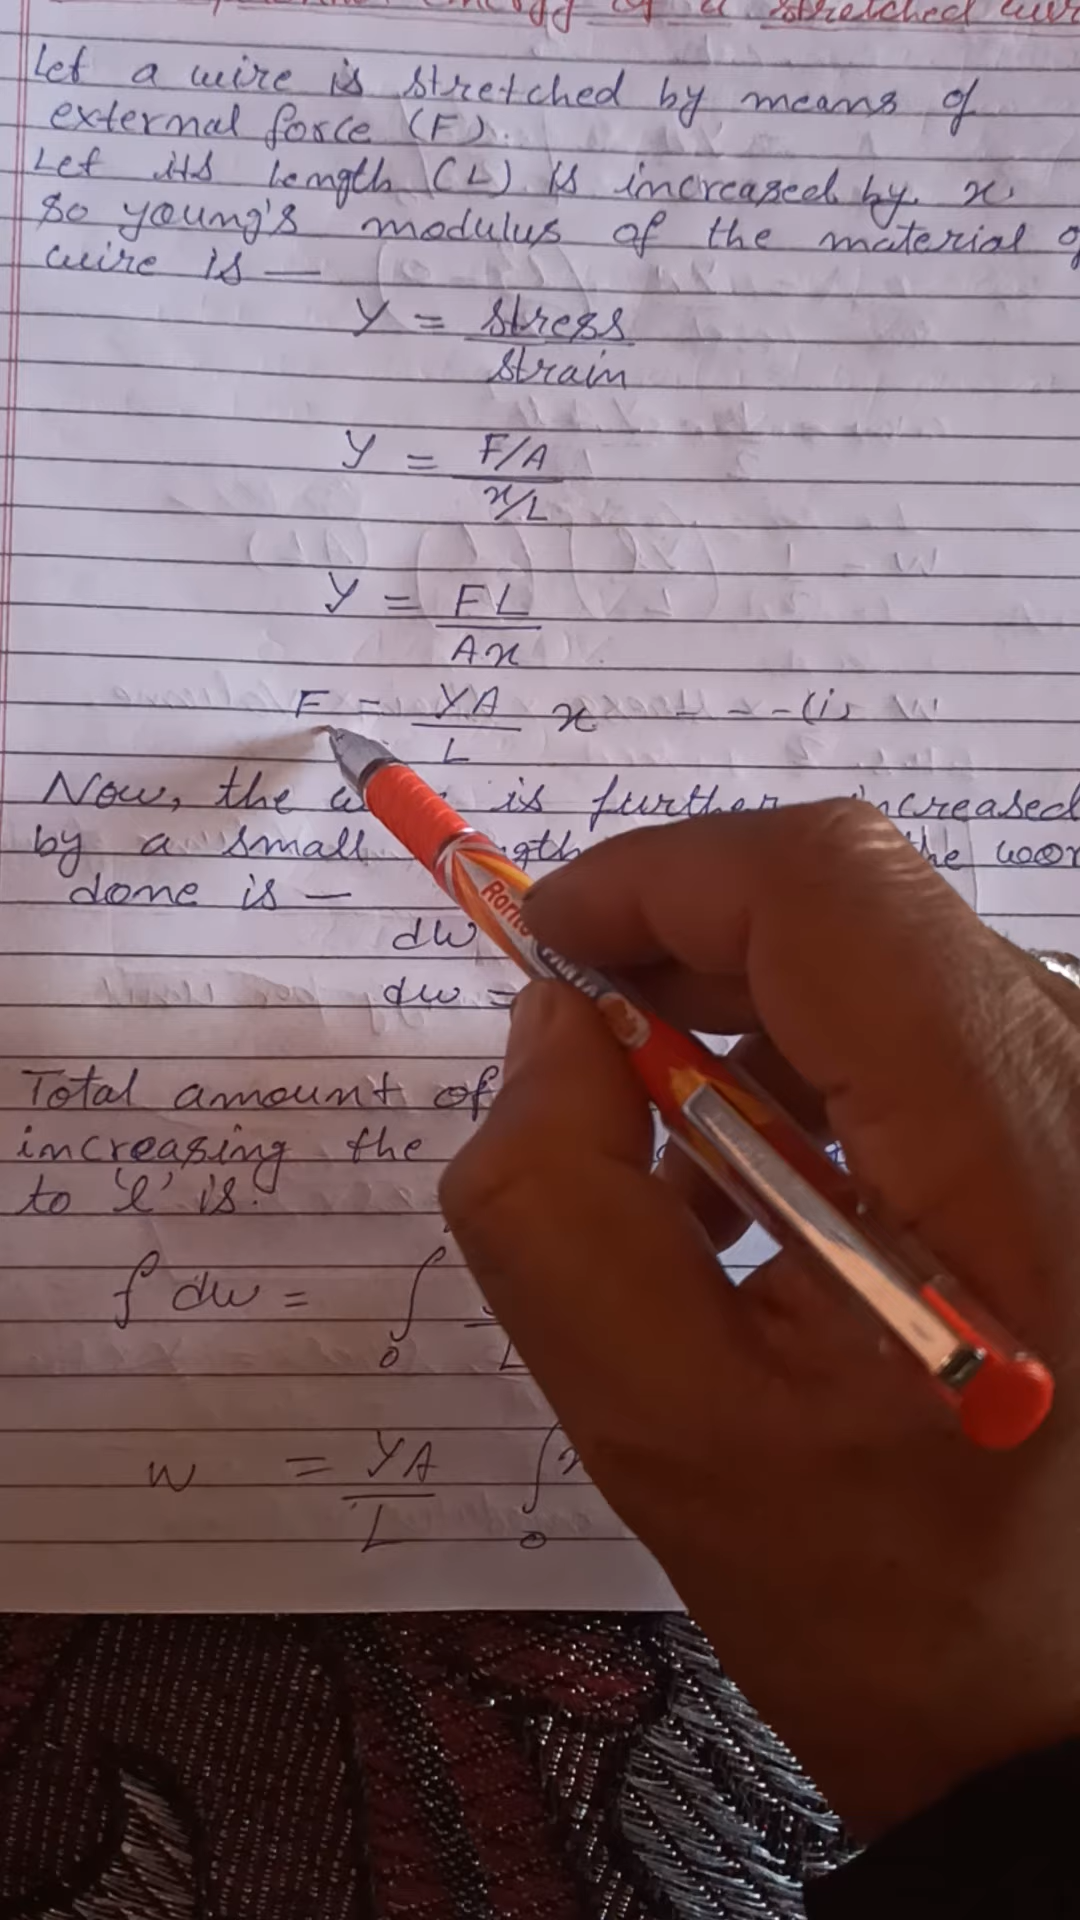 of a stretched
Let a wire is stretched by means of
external force (F).
Let its Length (L) is increased by x.
So young's modulus of the material
wire is —
Y = stress
strain
Y = F/A
x/L
Y = FL
Ax
F = YA x - - - (i)
L
Now, the is further increased
by a small the
done is —
dw
dw =
Total amount of
increasing the
to 'l' is.
∫ dw = ∫
0 L
w = YA ∫x
L 0
Rorito